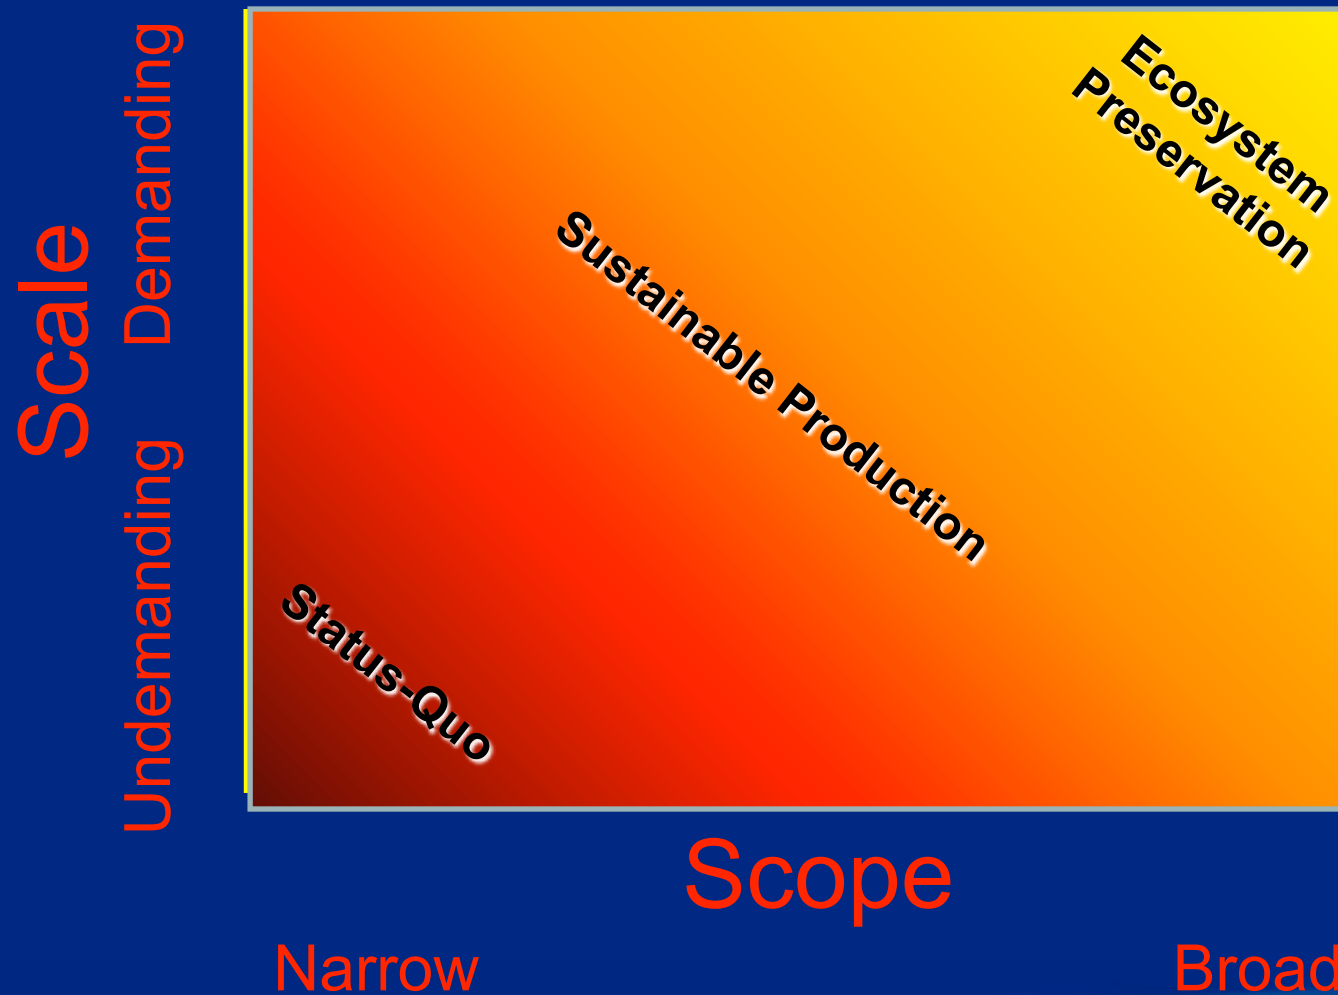 Scale
Demanding
Undemanding
Ecosystem
Preservation
Sustainable Production
Status-Quo
Scope
Narrow
Broad